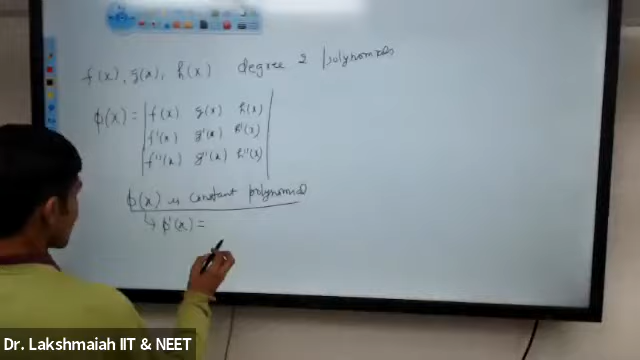 f(x), g(x), h(x) degree 2 polynomials
ϕ(x) = | f(x) g(x) h(x) |
| f'(x) g'(x) h'(x) |
| f''(x) g''(x) h''(x) |
ϕ(x) is constant polynomial
↳ ϕ'(x) =
Dr. Lakshmaiah IIT & NEET